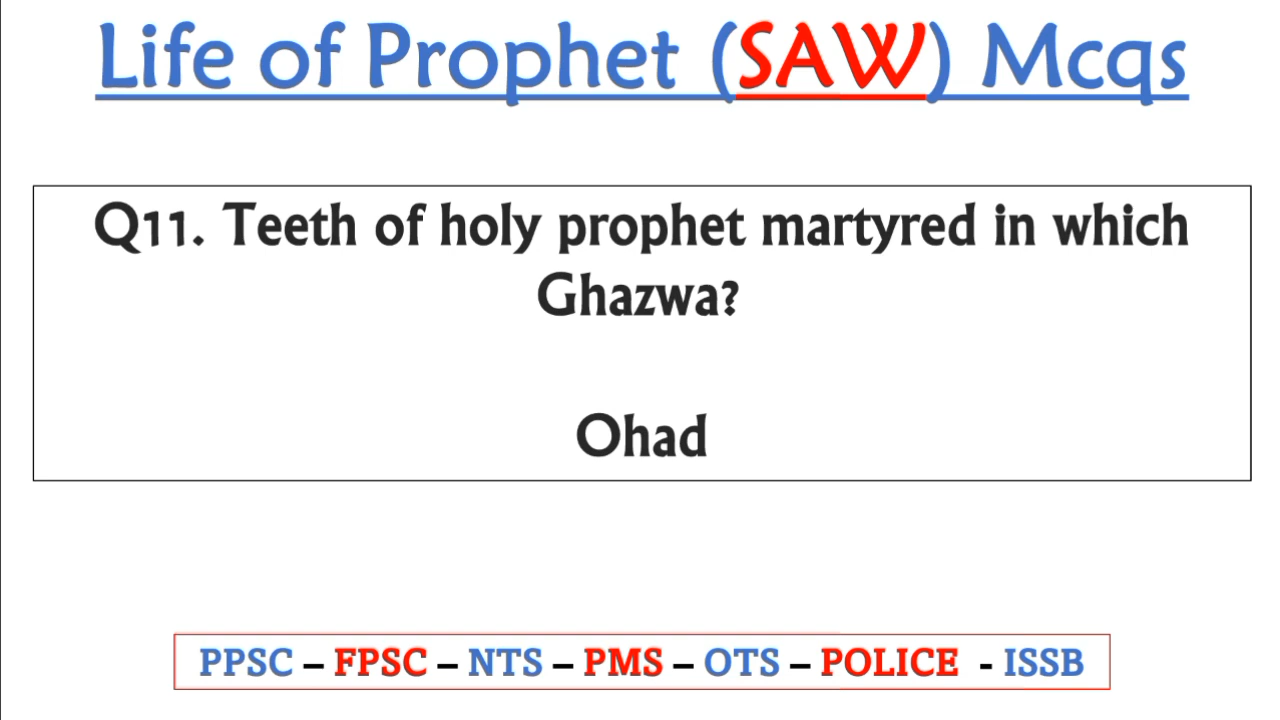 Life of Prophet (SAW) Mcqs
Q11. Teeth of holy prophet martyred in which
Ghazwa?
Ohad
PPSC – FPSC – NTS – PMS – OTS – POLICE - ISSB